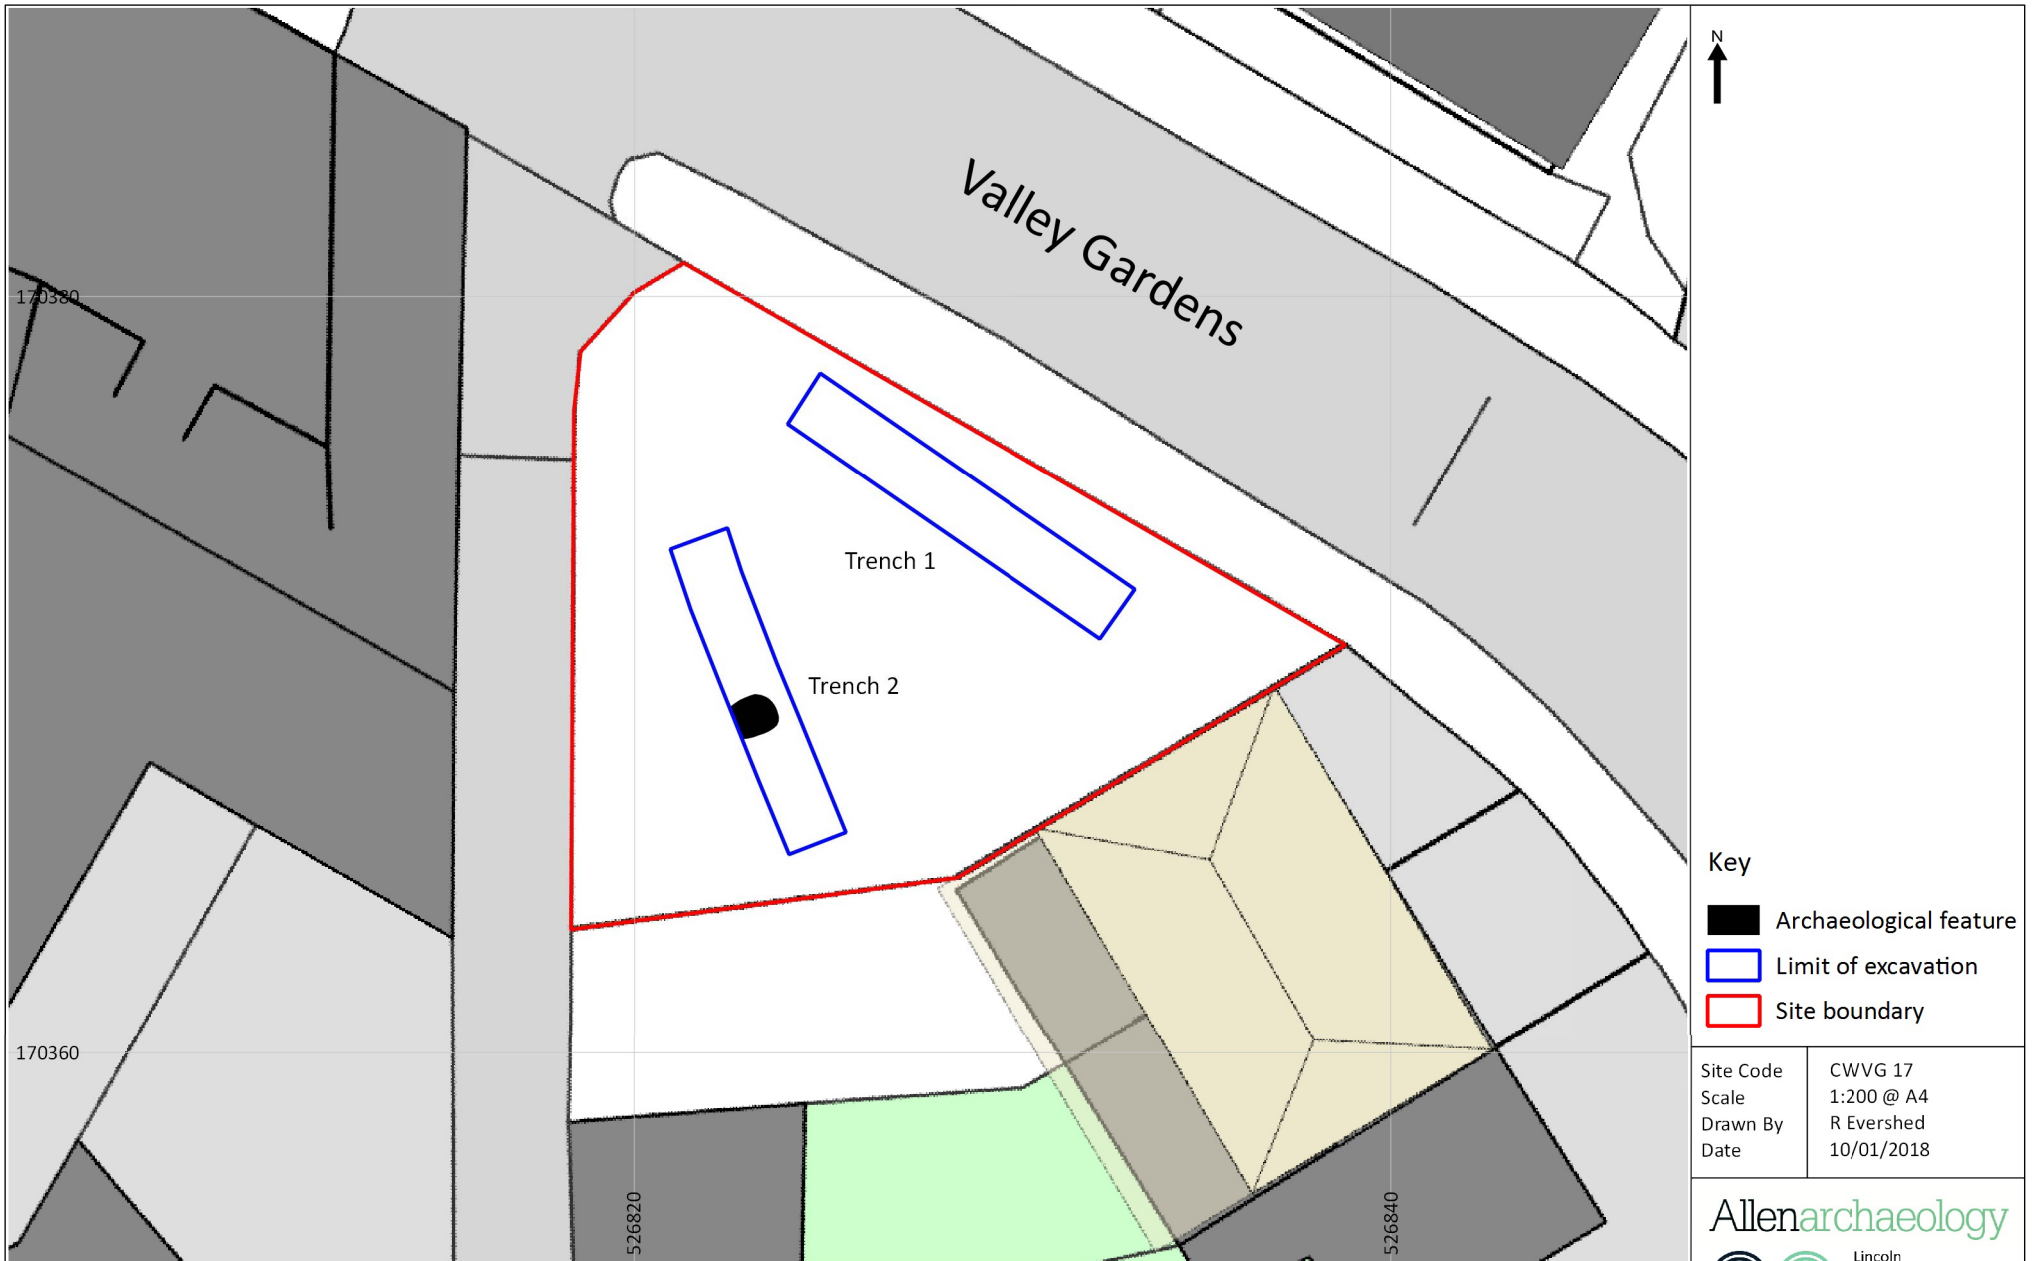 N
Valley Gardens
170380
Trench 1
Trench 2
170360
526820
526840
Key
Archaeological feature
Limit of excavation
Site boundary
Site Code CWVG 17
Scale 1:200 @ A4
Drawn By R Evershed
Date 10/01/2018
Allenarchaeology
Lincoln